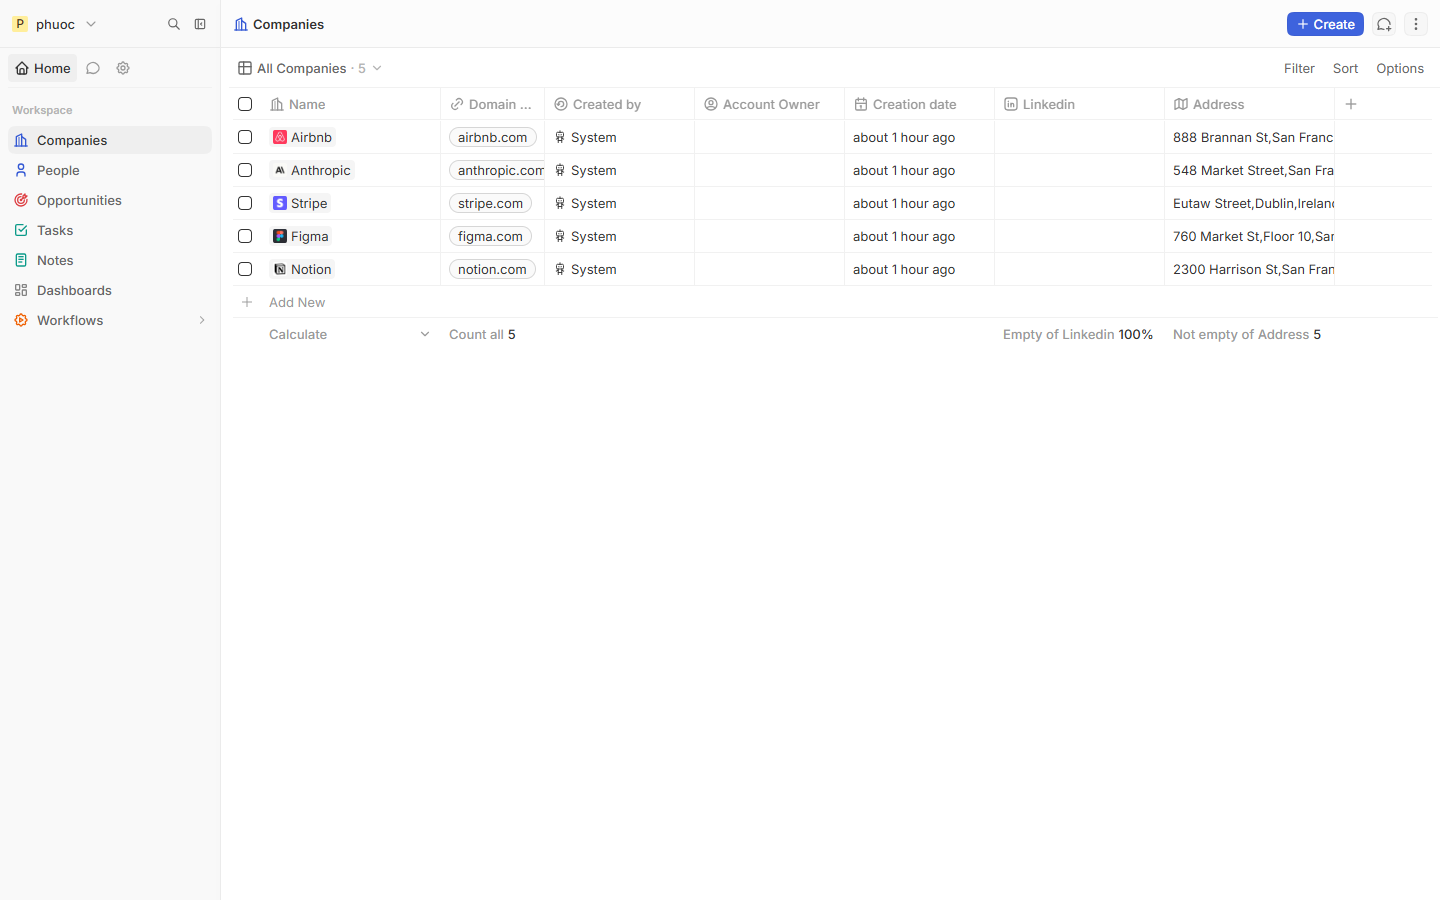 P phuoc
Companies
Create
Home
All Companies · 5
Filter Sort Options
Workspace
Name Domain ... Created by Account Owner Creation date Linkedin Address
Companies
Airbnb airbnb.com System about 1 hour ago 888 Brannan St,San Franc
People
Anthropic anthropic.com System about 1 hour ago 548 Market Street,San Fra
Opportunities
Stripe stripe.com System about 1 hour ago Eutaw Street,Dublin,Ireland
Tasks
Figma figma.com System about 1 hour ago 760 Market St,Floor 10,San
Notes
Notion notion.com System about 1 hour ago 2300 Harrison St,San Fran
Dashboards
Add New
Workflows
Calculate Count all 5 Empty of Linkedin 100% Not empty of Address 5